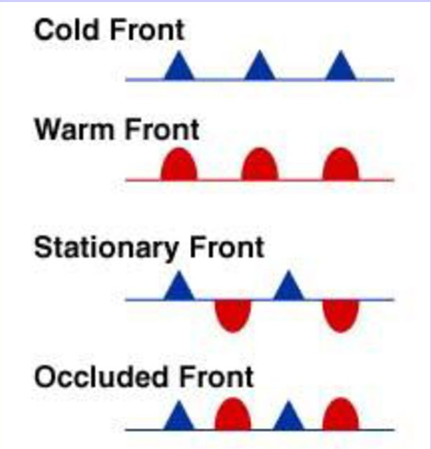 Cold Front
Warm Front
Stationary Front
Occluded Front